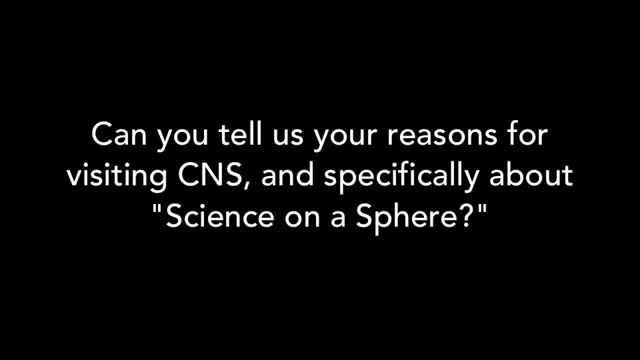 Can you tell us your reasons for
visiting CNS, and specifically about
"Science on a Sphere?"